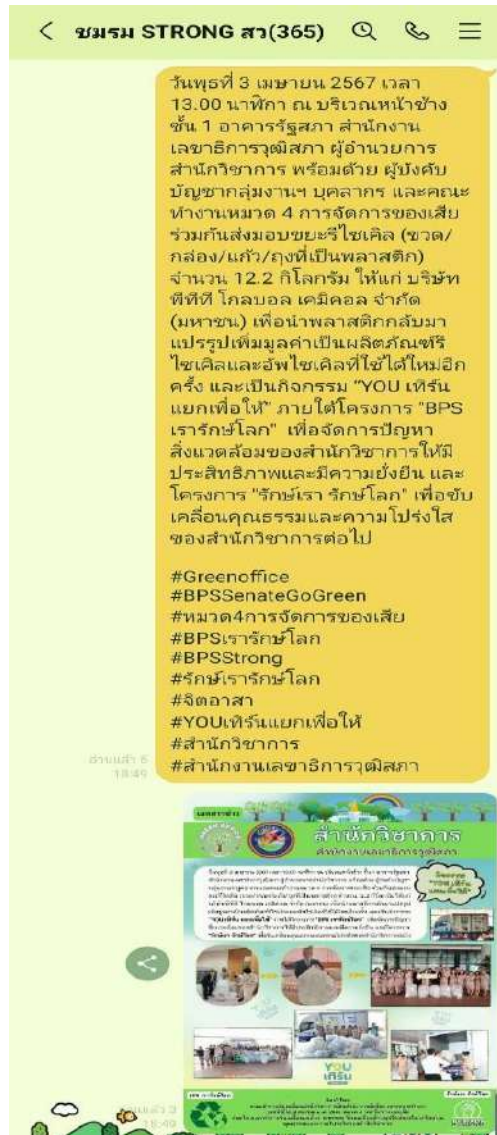 ชมรม STRONG สว(365)
วันพุธที่ 3 เมษายน 2567 เวลา
13.00 นาฬิกา ณ บริเวณหน้าช้าง
ชั้น 1 อาคารรัฐสภา สำนักงาน
เลขาธิการวุฒิสภา ผู้อำนวยการ
สำนักวิชาการ พร้อมด้วย ผู้บังคับ
บัญชากลุ่มงานฯ บุคลากร และคณะ
ทำงานหมวด 4 การจัดการของเสีย
ร่วมกันส่งมอบขยะรีไซเคิล (ขวด/
กล่อง/แก้ว/ถุงที่เป็นพลาสติก)
จำนวน 12.2 กิโลกรัม ให้แก่ บริษัท
พีทีที โกลบอล เคมิคอล จำกัด
(มหาชน) เพื่อนำพลาสติกกลับมา
แปรรูปเพิ่มมูลค่าเป็นผลิตภัณฑ์รี
ไซเคิลและอัพไซเคิลที่ใช้ได้ใหม่อีก
ครั้ง และเป็นกิจกรรม "YOU เทิร์น
แยกเพื่อให้" ภายใต้โครงการ "BPS
เรารักษ์โลก" เพื่อจัดการปัญหา
สิ่งแวดล้อมของสำนักวิชาการให้มี
ประสิทธิภาพและมีความยั่งยืน และ
โครงการ "รักษ์เรา รักษ์โลก" เพื่อขับ
เคลื่อนคุณธรรมและความโปร่งใส
ของสำนักวิชาการต่อไป
#Greenoffice
#BPSSenateGoGreen
#หมวด4การจัดการของเสีย
#BPSเรารักษ์โลก
#BPSStrong
#รักษ์เรารักษ์โลก
#จิตอาสา
#YOUเทิร์นแยกเพื่อให้
#สำนักวิชาการ
#สำนักงานเลขาธิการวุฒิสภา
อ่านแล้ว 6
18:49
สำนักวิชาการ
สำนักงานเลขาธิการวุฒิสภา
YOU
เทิร์น
อ่านแล้ว 3
18:49